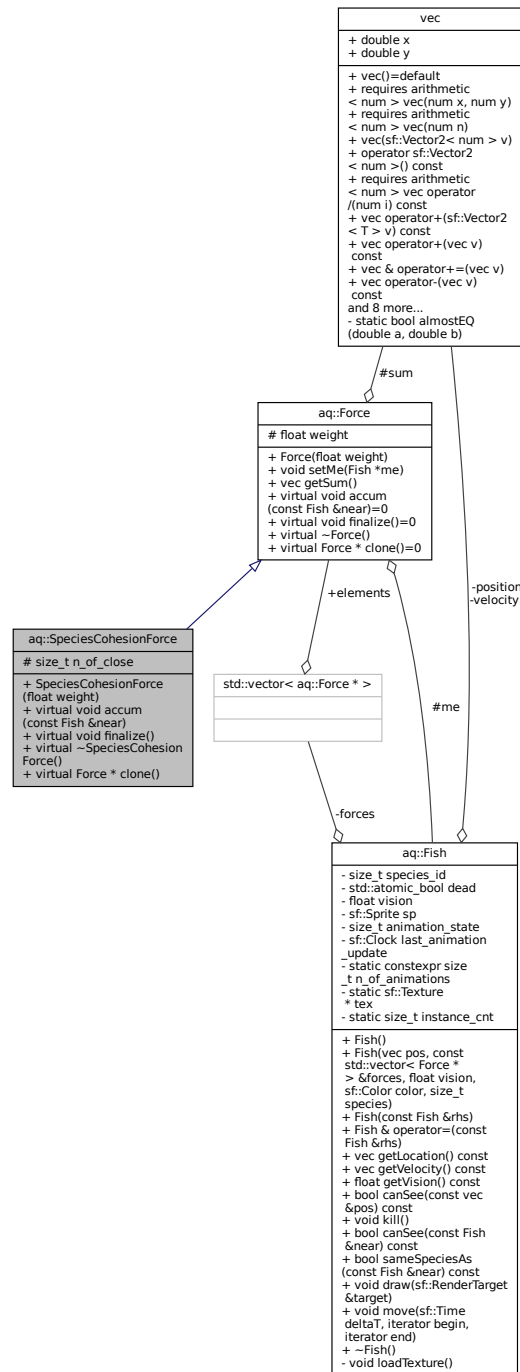 vec
+ double x
+ double y
+ vec()=default
+ requires arithmetic
< num > vec(num x, num y)
+ requires arithmetic
< num > vec(num n)
+ vec(sf::Vector2< num > v)
+ operator sf::Vector2
< num >() const
+ requires arithmetic
< num > vec operator
/(num i) const
+ vec operator+(sf::Vector2
< T > v) const
+ vec operator+(vec v)
const
+ vec & operator+=(vec v)
+ vec operator-(vec v)
const
and 8 more...
- static bool almostEQ
(double a, double b)
#sum
aq::Force
# float weight
+ Force(float weight)
+ void setMe(Fish *me)
+ vec getSum()
+ virtual void accum
(const Fish &near)=0
+ virtual void finalize()=0
+ virtual ~Force()
+ virtual Force * clone()=0
-position
-velocity
+elements
aq::SpeciesCohesionForce
# size_t n_of_close
+ SpeciesCohesionForce
(float weight)
+ virtual void accum
(const Fish &near)
+ virtual void finalize()
+ virtual ~SpeciesCohesion
Force()
+ virtual Force * clone()
std::vector< aq::Force * >
#me
-forces
aq::Fish
- size_t species_id
- std::atomic_bool dead
- float vision
- sf::Sprite sp
- size_t animation_state
- sf::Clock last_animation
_update
- static constexpr size
_t n_of_animations
- static sf::Texture
* tex
- static size_t instance_cnt
+ Fish()
+ Fish(vec pos, const
std::vector< Force *
> &forces, float vision,
sf::Color color, size_t
species)
+ Fish(const Fish &rhs)
+ Fish & operator=(const
Fish &rhs)
+ vec getLocation() const
+ vec getVelocity() const
+ float getVision() const
+ bool canSee(const vec
&pos) const
+ void kill()
+ bool canSee(const Fish
&near) const
+ bool sameSpeciesAs
(const Fish &near) const
+ void draw(sf::RenderTarget
&target)
+ void move(sf::Time
deltaT, iterator begin,
iterator end)
+ ~Fish()
- void loadTexture()